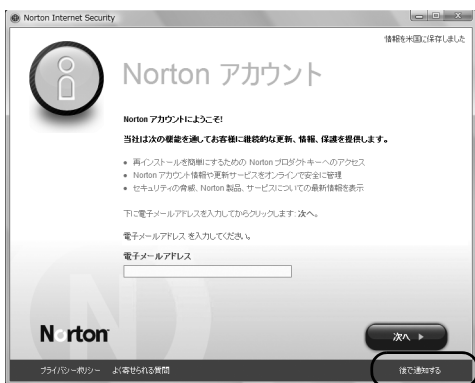 Norton Internet Security
情報を米国に保存しました
Norton アカウント
Norton アカウントにようこそ!
当社は次の機能を通してお客様に継続的な更新、情報、保護を提供します。
• 再インストールを簡単にするための Norton プロダクトキーへのアクセス
• Norton アカウント情報や更新サービスをオンラインで安全に管理
• セキュリティの脅威、Norton 製品、サービスについての最新情報を表示
下に電子メールアドレスを入力してからクリックします: 次へ。
電子メールアドレス を入力してください。
電子メールアドレス
Norton
次へ
プライバシーポリシー よく寄せられる質問 後で通知する